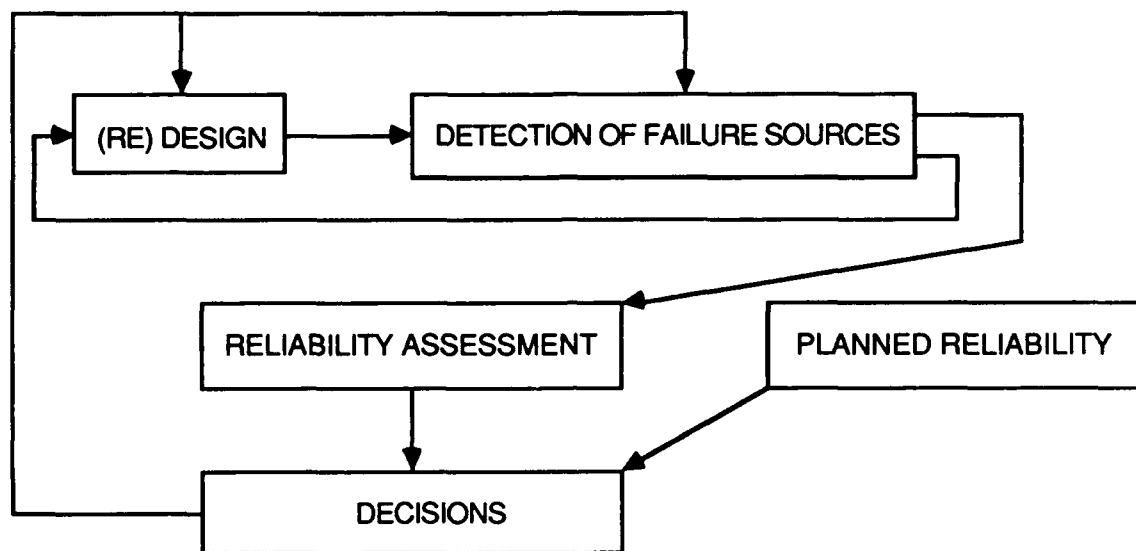 (RE) DESIGN
DETECTION OF FAILURE SOURCES
RELIABILITY ASSESSMENT
PLANNED RELIABILITY
DECISIONS